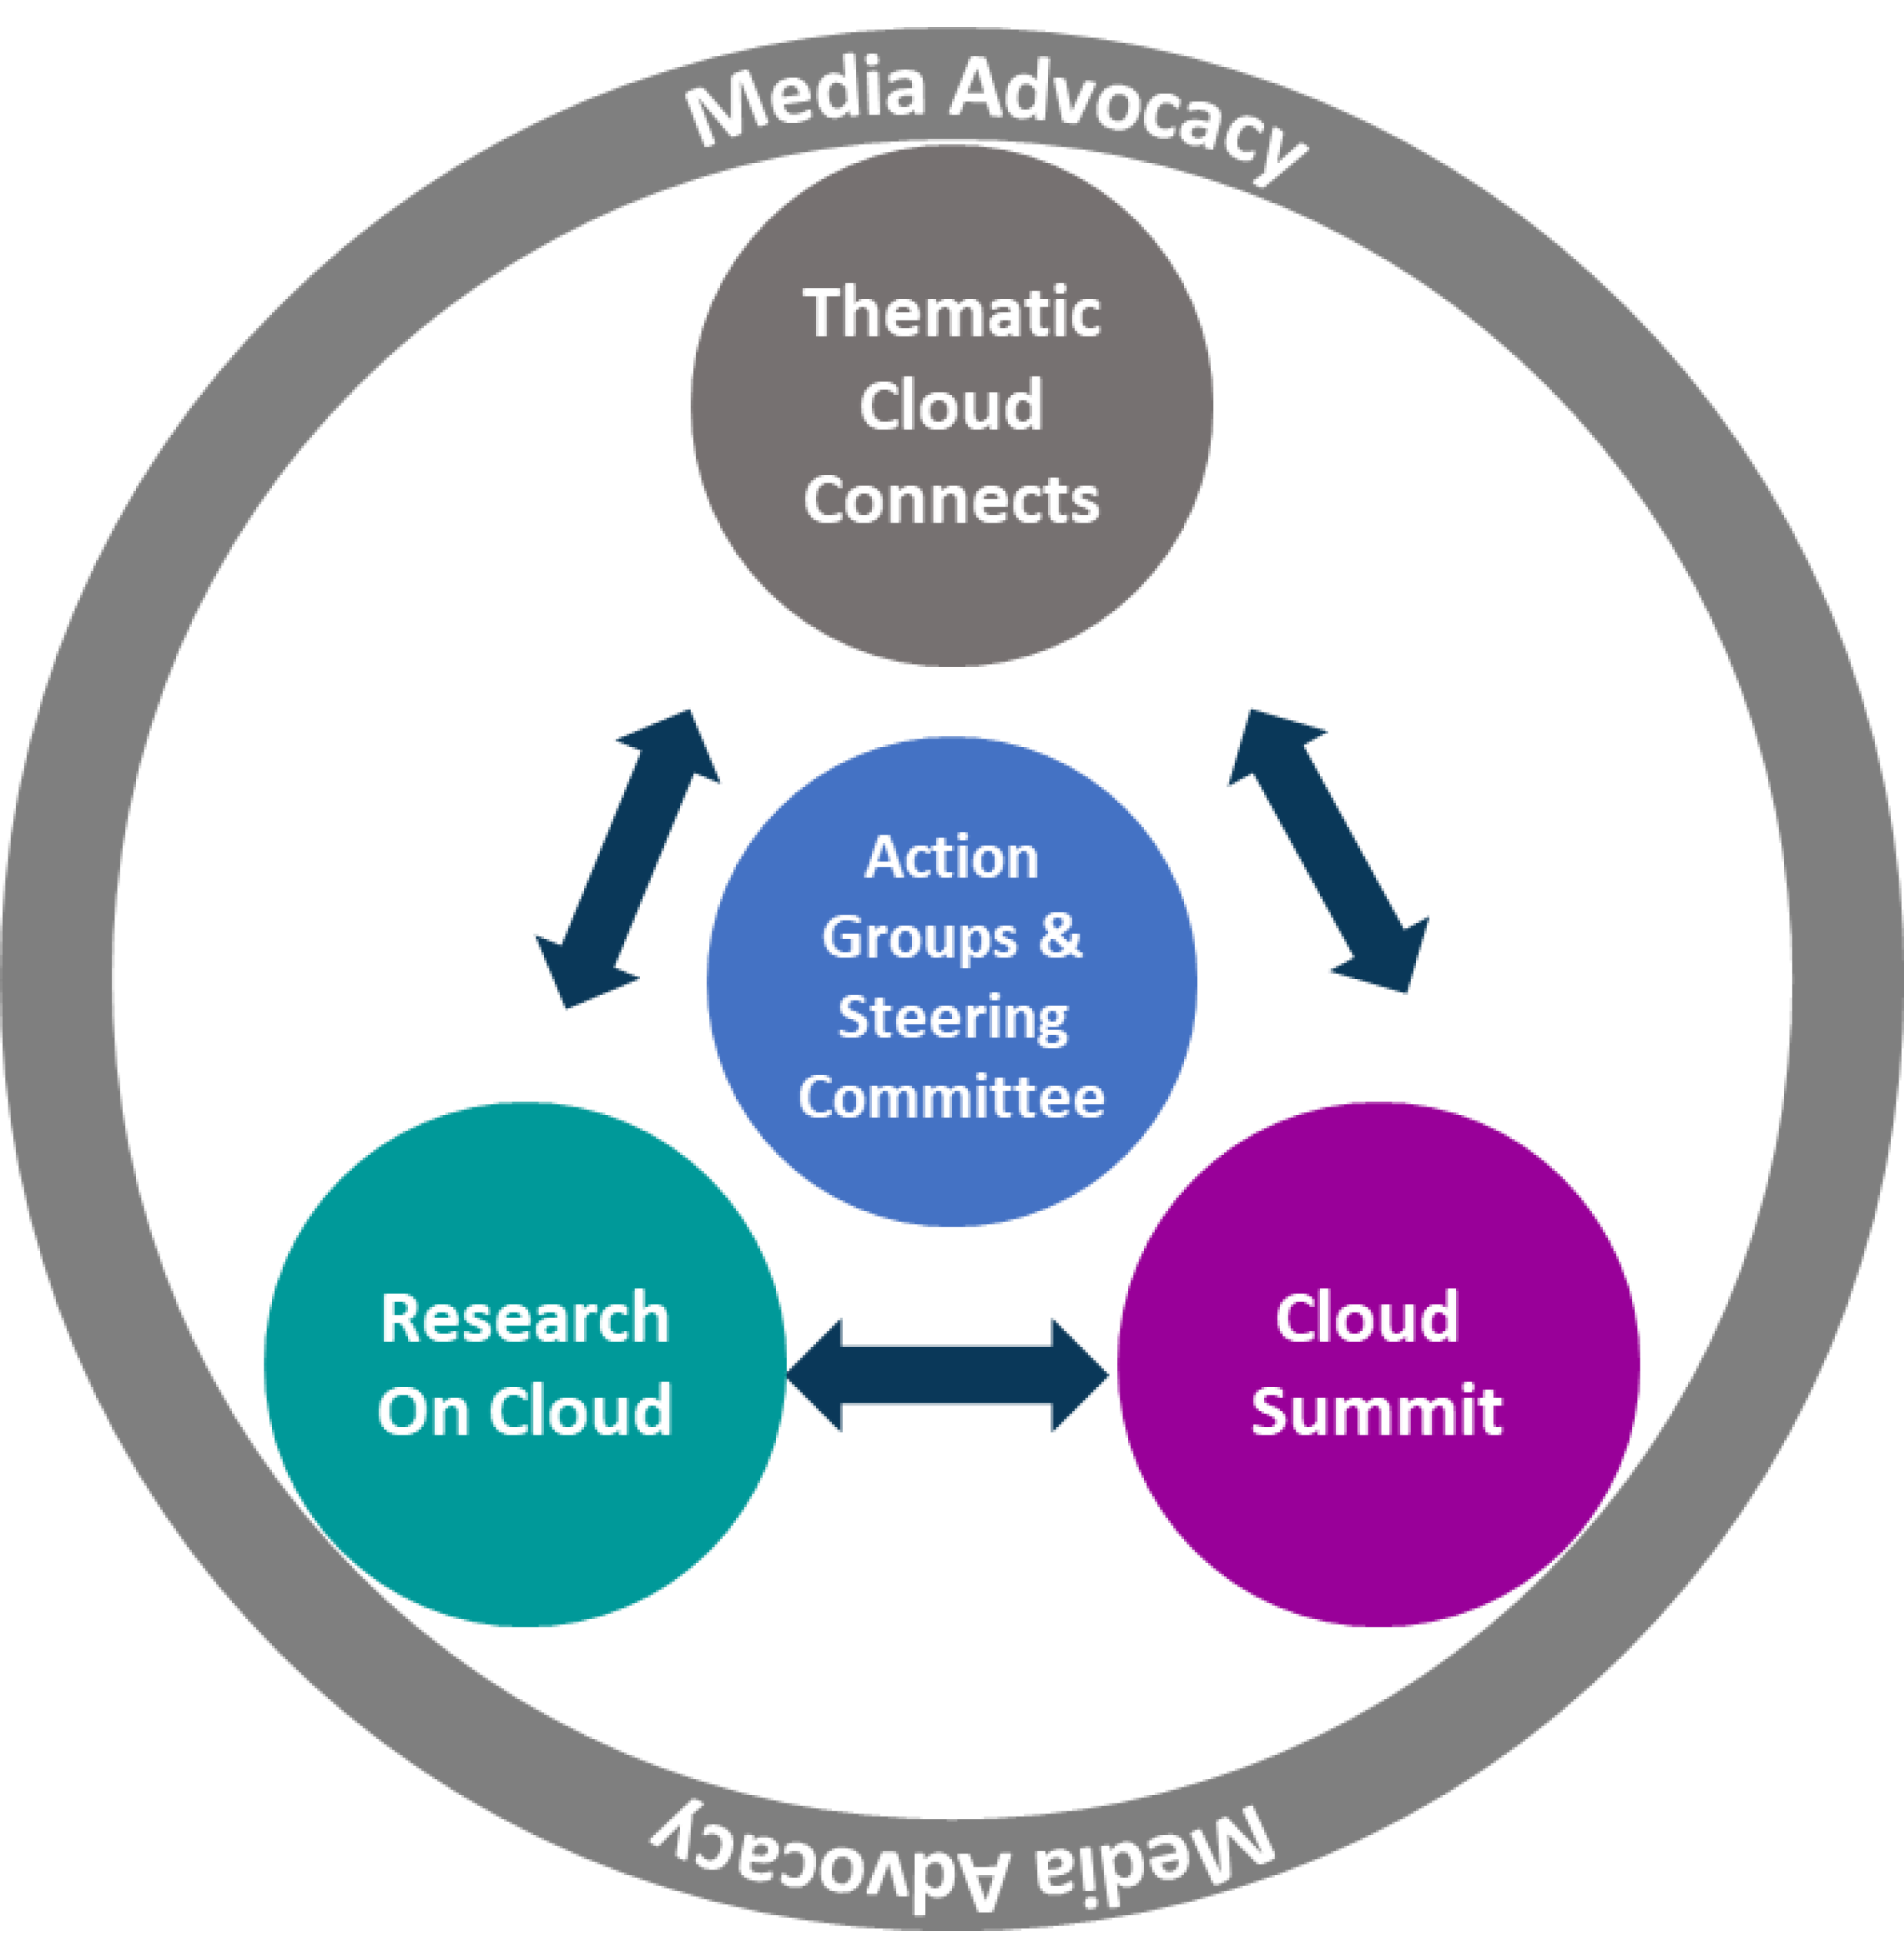 Media Advocacy
Thematic
Cloud
Connects
Action
Groups &
Steering
Committee
Research
On Cloud
Cloud
Summit
Media Advocacy